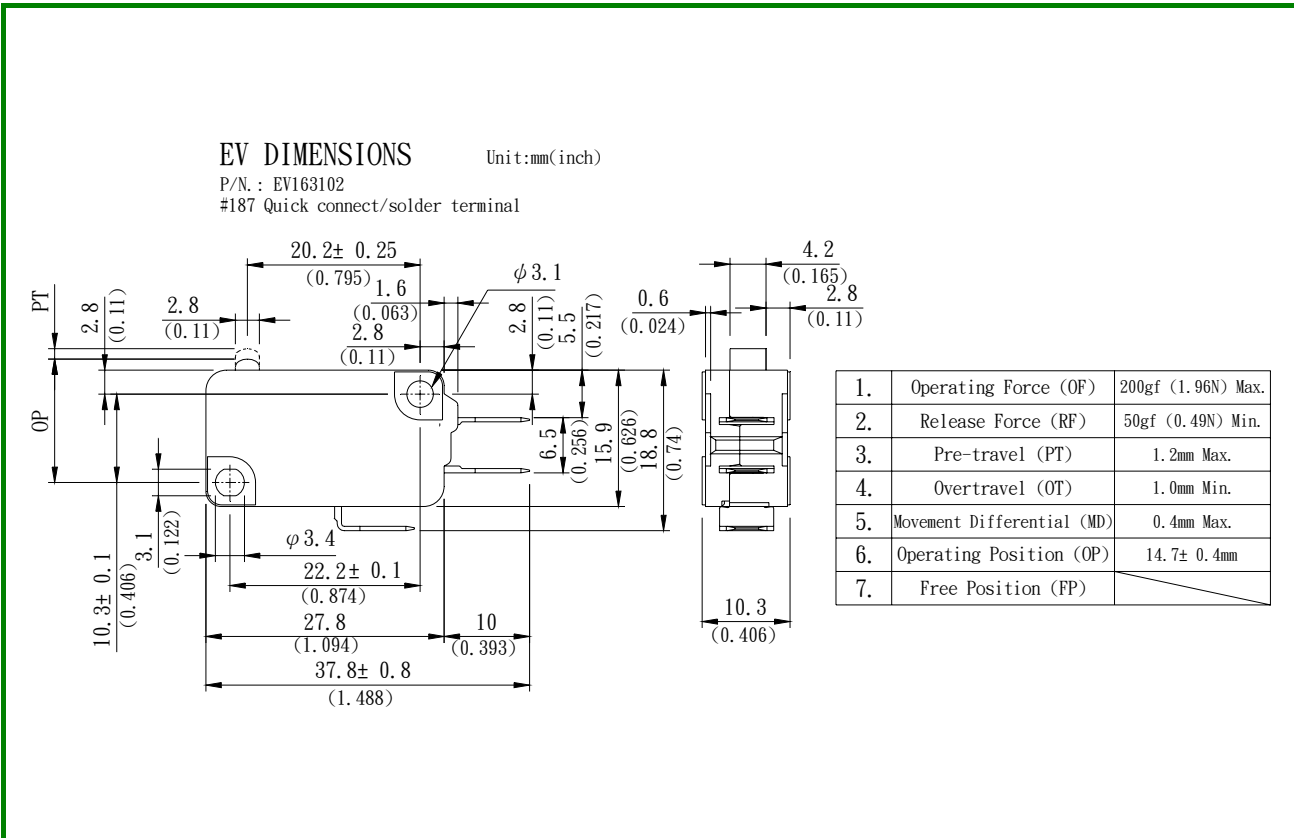 EV DIMENSIONS
Unit:mm(inch)
P/N.: EV163102
#187 Quick connect/solder terminal
20.2± 0.25
(0.795)
φ3.1
1.6
(0.063)
2.8
(0.11)
2.8
(0.11)
PT
2.8
(0.11)
OP
2.8
(0.11)
5.5
(0.217)
6.5
(0.256)
15.9
(0.626)
18.8
(0.74)
10.3± 0.1
(0.406)
3.1
(0.122)
φ3.4
22.2± 0.1
(0.874)
27.8
(1.094)
10
(0.393)
37.8± 0.8
(1.488)
4.2
(0.165)
0.6
(0.024)
2.8
(0.11)
10.3
(0.406)
1. Operating Force (OF) 200gf (1.96N) Max.
2. Release Force (RF) 50gf (0.49N) Min.
3. Pre-travel (PT) 1.2mm Max.
4. Overtravel (OT) 1.0mm Min.
5. Movement Differential (MD) 0.4mm Max.
6. Operating Position (OP) 14.7± 0.4mm
7. Free Position (FP)